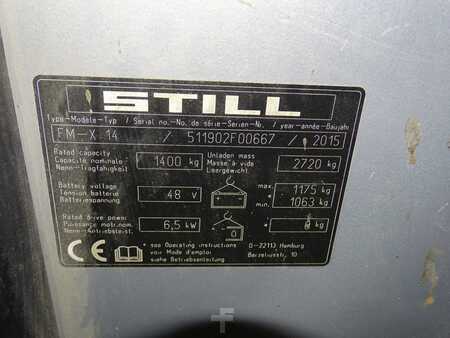 STILL
Type-Modèle-Typ / Serial no.-No. de série-Serien-Nr. / year-année-Baujahr
FM-X 14 / 511902F00667 / 2015
Rated capacity
Capacité nominale
Nenn-Tragfähigkeit
1400 kg
Unladen mass
Masse à vide
Leergewicht
2720 kg
Battery voltage
Tension batterie
Batteriespannung
48 V
max. * 1175 kg
min. * 1063 kg
Rated drive power
Puissance motr.nom.
Nenn-Antriebsleist.
6,5 kW
0
* kg
* see Operating instructions
voir Mode d'emploi
siehe Betriebsanleitung
D-22113 Hamburg
Berzeliusstr. 10
CE